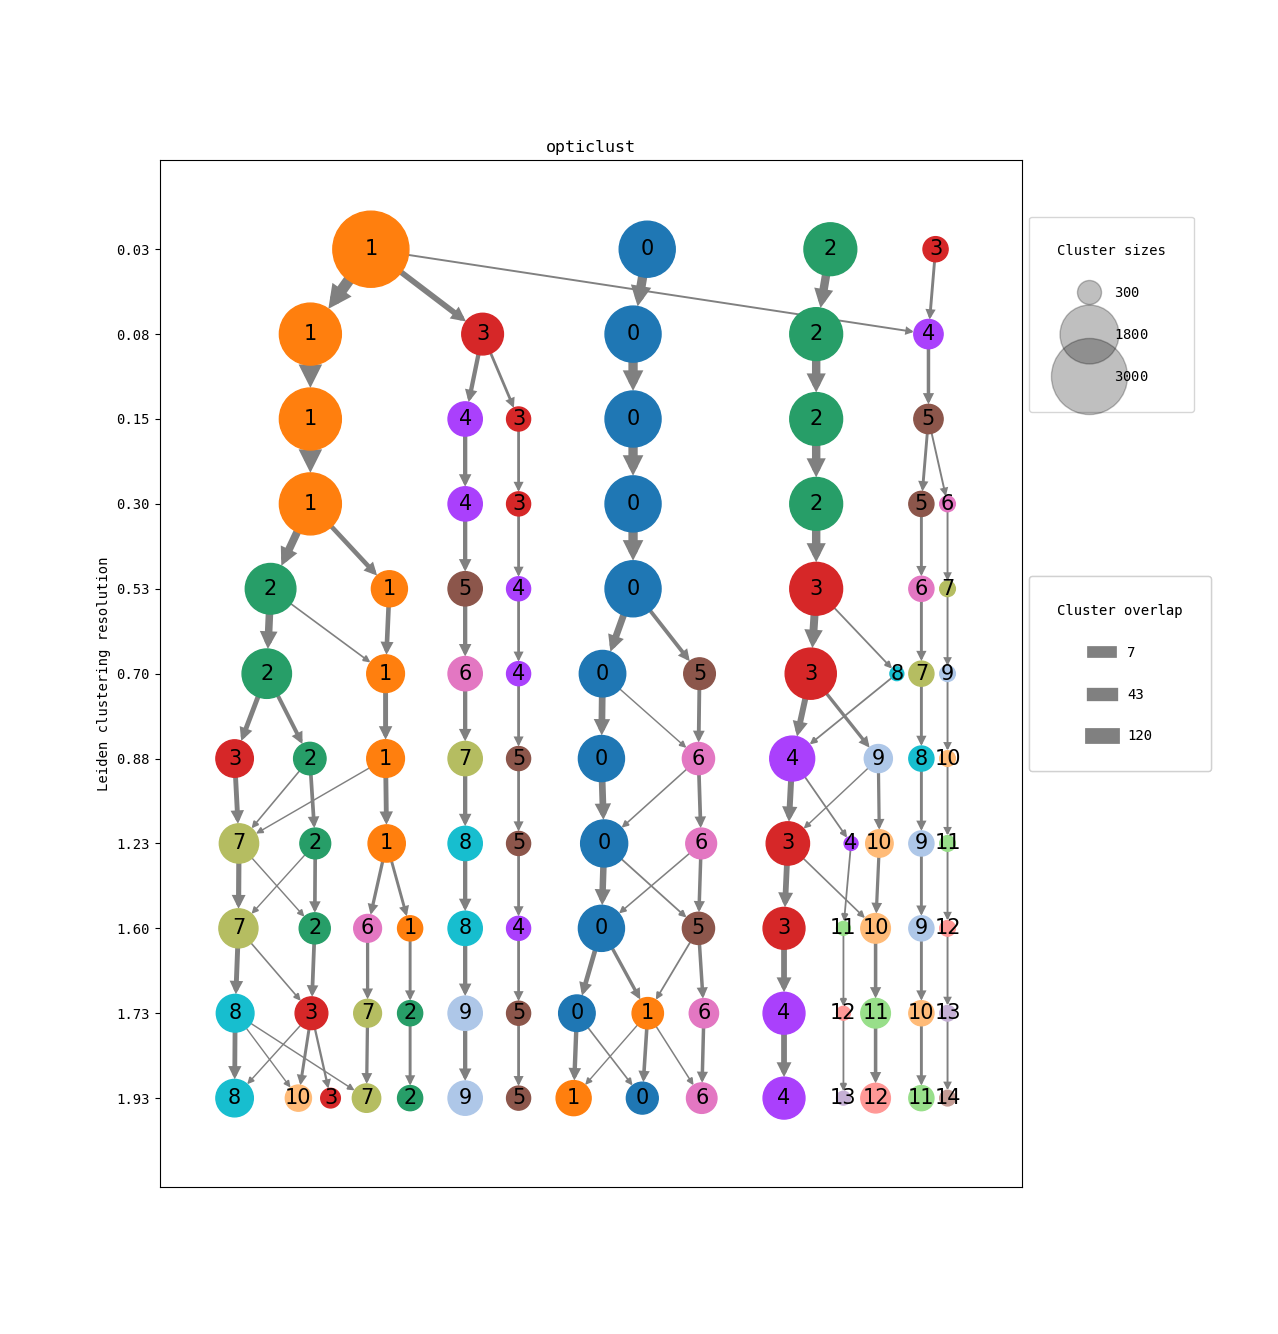 opticlust
0.03 1 0 2 3
0.08 1 3 0 2 4
0.15 1 4 3 0 2 5
0.30 1 4 3 0 2 5 6
0.53 2 1 5 4 0 3 6 7
0.70 2 1 6 4 0 5 3 8 7 9
0.88 3 2 1 7 5 0 6 4 9 8 10
1.23 7 2 1 8 5 0 6 3 4 10 9 11
1.60 7 2 6 1 8 4 0 5 3 11 10 9 12
1.73 8 3 7 2 9 5 0 1 6 4 12 11 10 13
1.93 8 10 3 7 2 9 5 1 0 6 4 13 12 11 14
Leiden clustering resolution
Cluster sizes
300
1800
3000
Cluster overlap
7
43
120